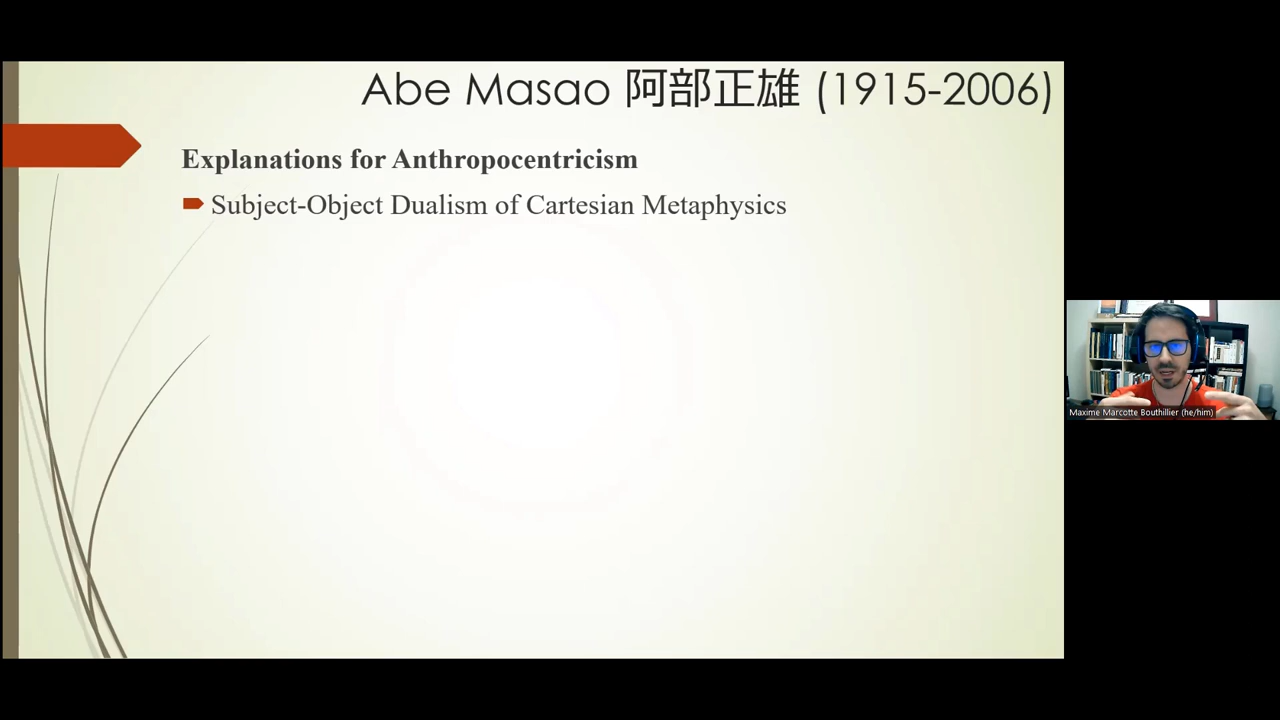 Abe Masao 阿部正雄 (1915-2006)
Explanations for Anthropocentricism
Subject-Object Dualism of Cartesian Metaphysics
Maxime Marcotte Bouthillier (he/him)